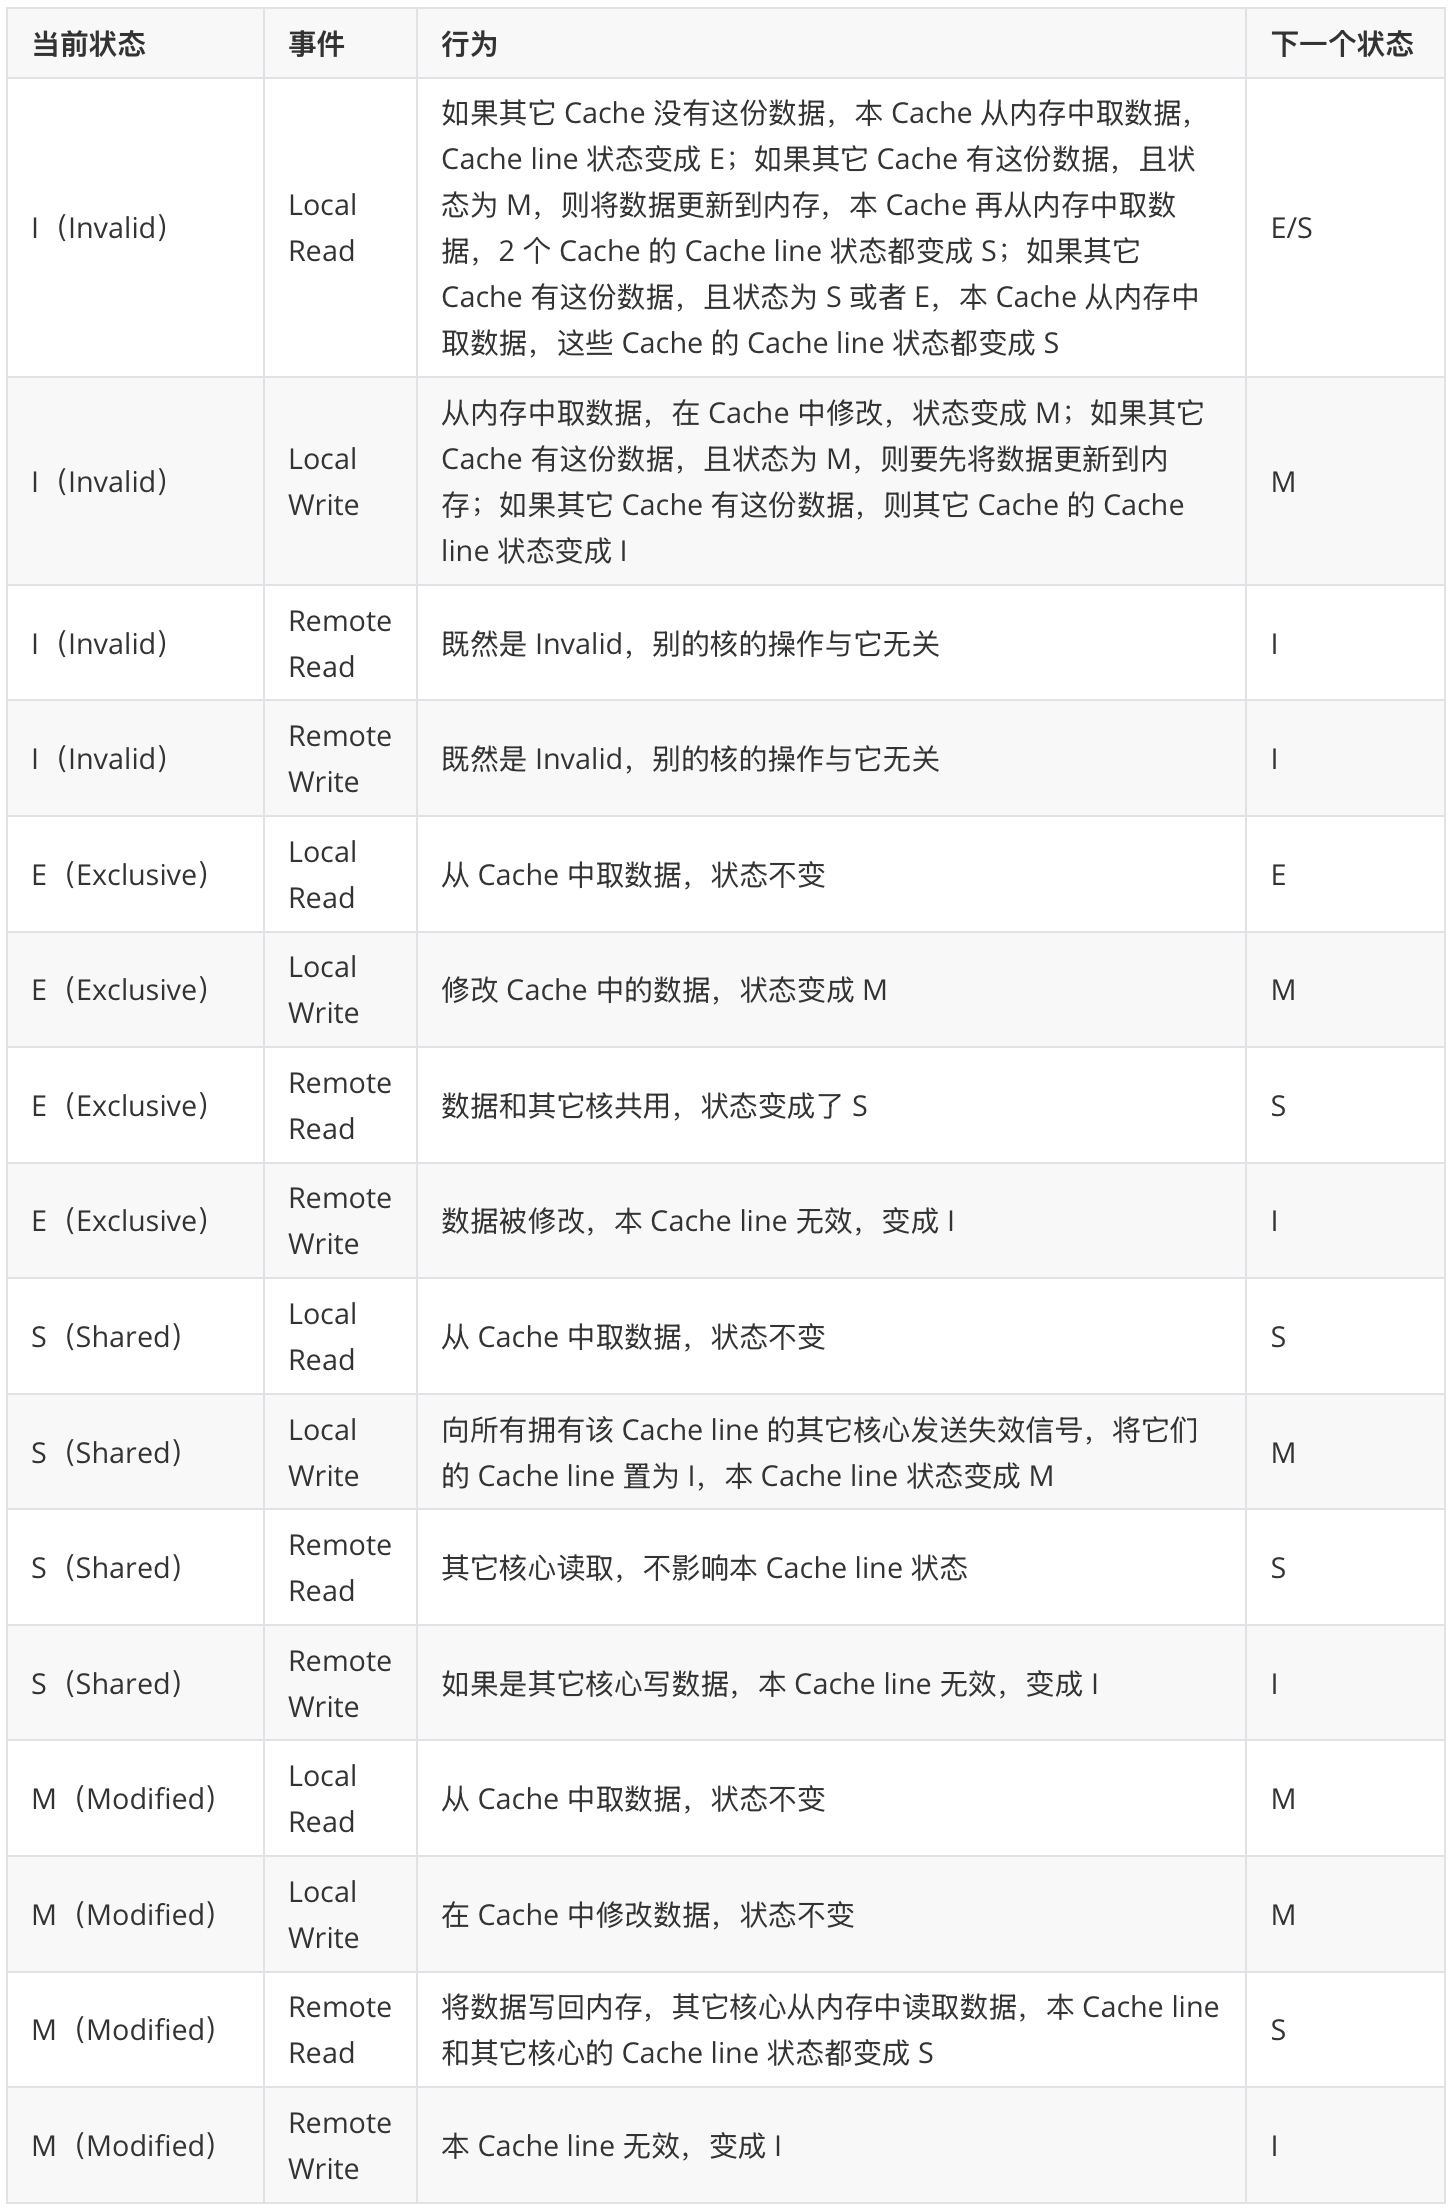 当前状态 事件 行为 下一个状态
I（Invalid） Local Read 如果其它 Cache 没有这份数据，本 Cache 从内存中取数据，
Cache line 状态变成 E；如果其它 Cache 有这份数据，且状
态为 M，则将数据更新到内存，本 Cache 再从内存中取数
据，2 个 Cache 的 Cache line 状态都变成 S；如果其它
Cache 有这份数据，且状态为 S 或者 E，本 Cache 从内存中
取数据，这些 Cache 的 Cache line 状态都变成 S E/S
I（Invalid） Local Write 从内存中取数据，在 Cache 中修改，状态变成 M；如果其它
Cache 有这份数据，且状态为 M，则要先将数据更新到内
存；如果其它 Cache 有这份数据，则其它 Cache 的 Cache
line 状态变成 I M
I（Invalid） Remote Read 既然是 Invalid，别的核的操作与它无关 I
I（Invalid） Remote Write 既然是 Invalid，别的核的操作与它无关 I
E（Exclusive） Local Read 从 Cache 中取数据，状态不变 E
E（Exclusive） Local Write 修改 Cache 中的数据，状态变成 M M
E（Exclusive） Remote Read 数据和其它核共用，状态变成了 S S
E（Exclusive） Remote Write 数据被修改，本 Cache line 无效，变成 I I
S（Shared） Local Read 从 Cache 中取数据，状态不变 S
S（Shared） Local Write 向所有拥有该 Cache line 的其它核心发送失效信号，将它们
的 Cache line 置为 I，本 Cache line 状态变成 M M
S（Shared） Remote Read 其它核心读取，不影响本 Cache line 状态 S
S（Shared） Remote Write 如果是其它核心写数据，本 Cache line 无效，变成 I I
M（Modified） Local Read 从 Cache 中取数据，状态不变 M
M（Modified） Local Write 在 Cache 中修改数据，状态不变 M
M（Modified） Remote Read 将数据写回内存，其它核心从内存中读取数据，本 Cache line
和其它核心的 Cache line 状态都变成 S S
M（Modified） Remote Write 本 Cache line 无效，变成 I I